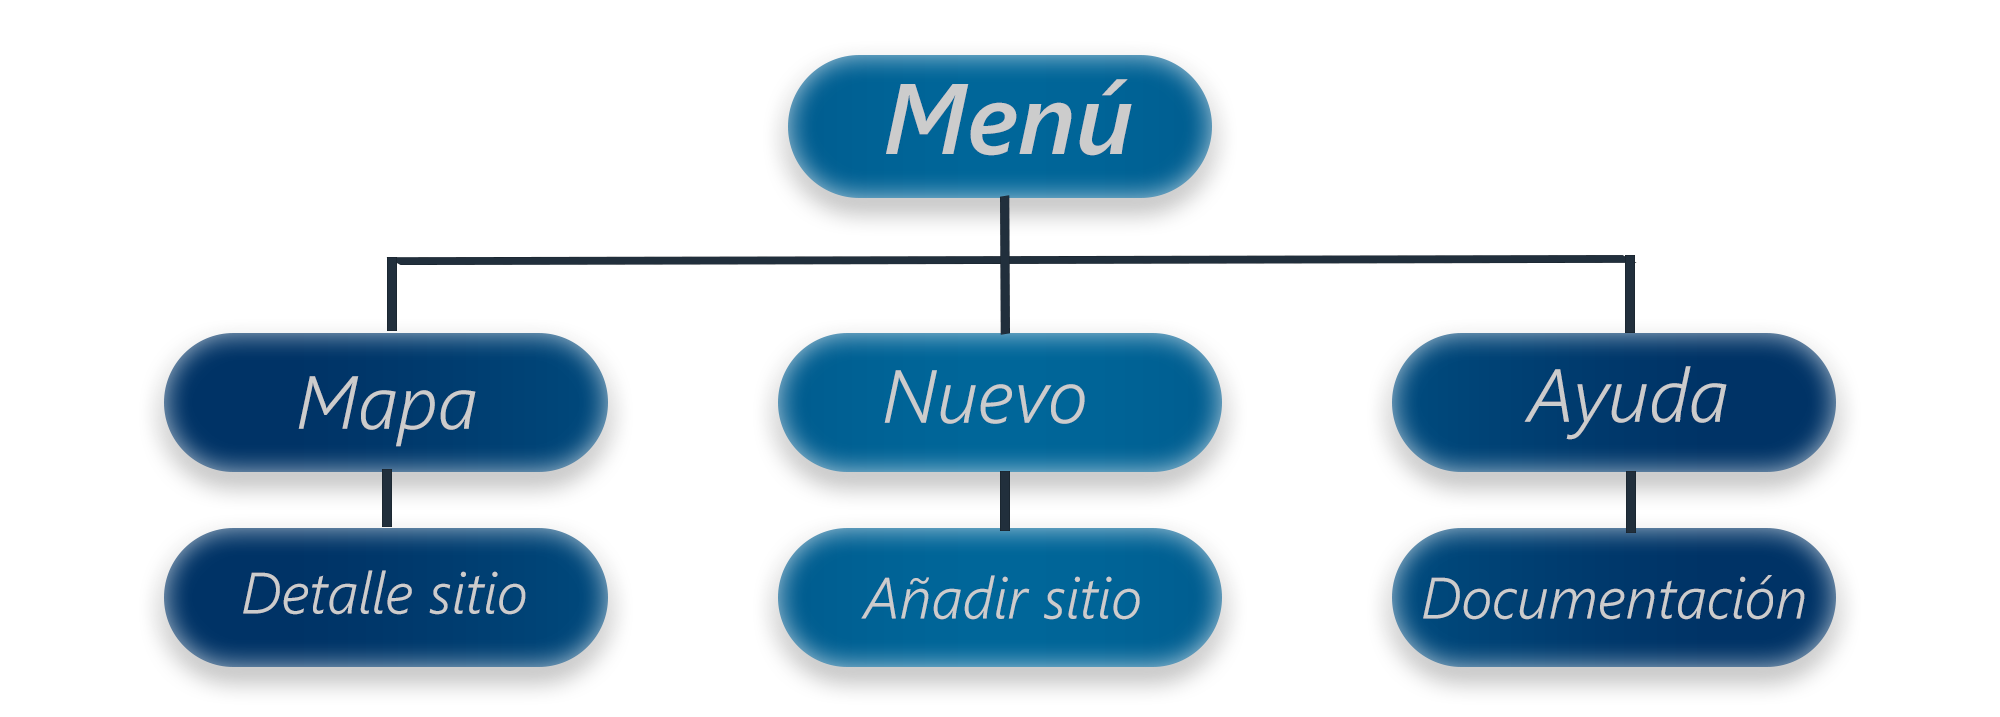 Menú
Mapa
Nuevo
Ayuda
Detalle sitio
Añadir sitio
Documentación